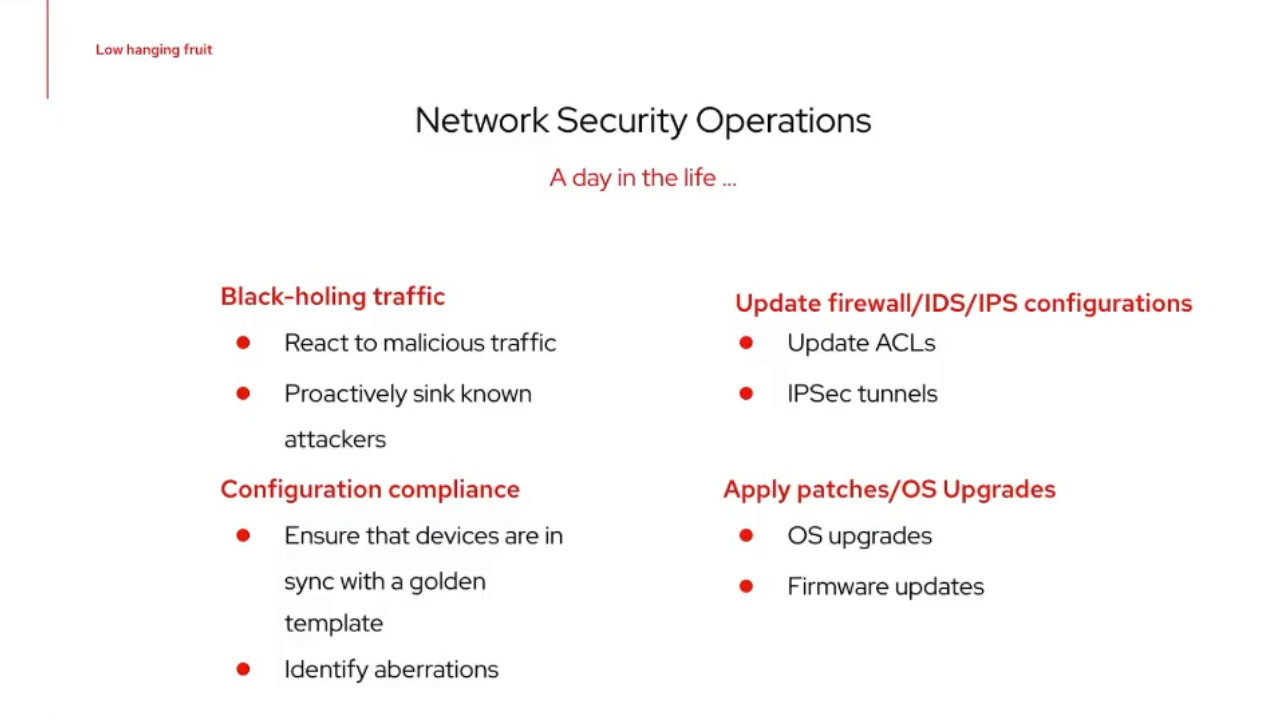 Low hanging fruit
Network Security Operations
A day in the life ...
Black-holing traffic
React to malicious traffic
Proactively sink known
attackers
Configuration compliance
Ensure that devices are in
sync with a golden
template
Identify aberrations
Update firewall/IDS/IPS configurations
Update ACLs
IPSec tunnels
Apply patches/OS Upgrades
OS upgrades
Firmware updates